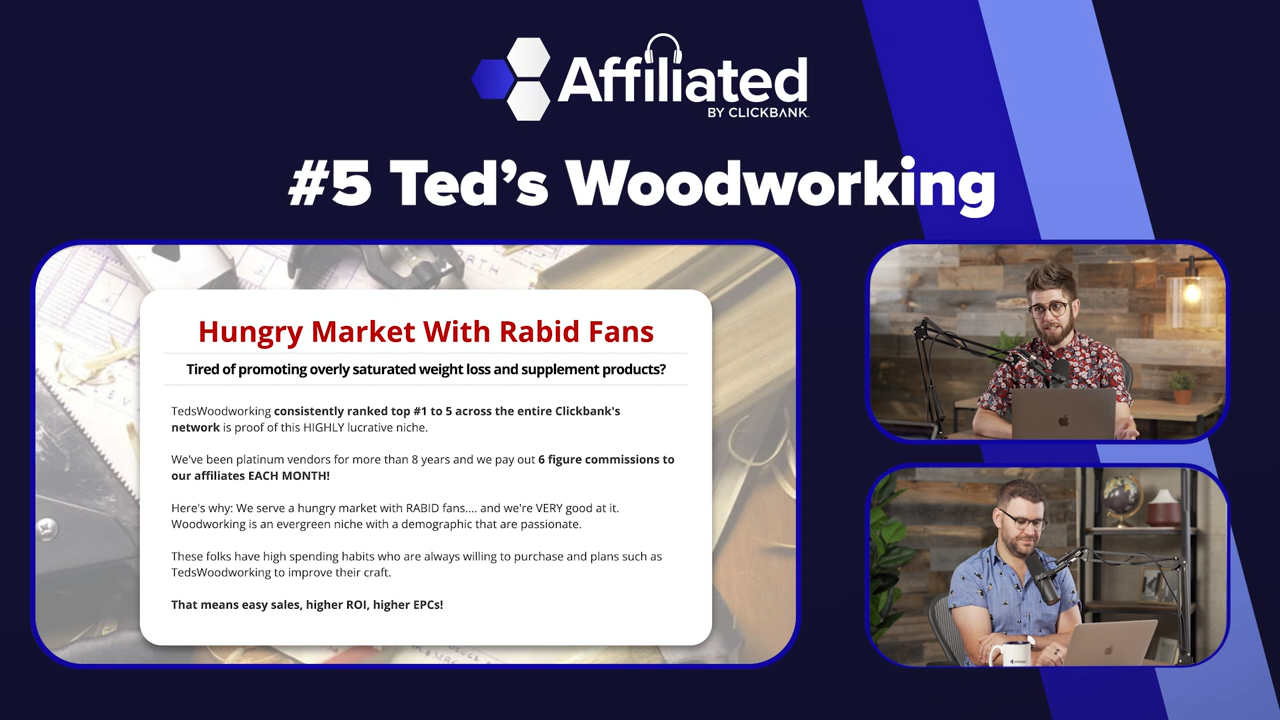 Affiliated
BY CLICKBANK
#5 Ted's Woodworking
Hungry Market With Rabid Fans
Tired of promoting overly saturated weight loss and supplement products?
TedsWoodworking consistently ranked top #1 to 5 across the entire Clickbank's
network is proof of this HIGHLY lucrative niche.
We've been platinum vendors for more than 8 years and we pay out 6 figure commissions to
our affiliates EACH MONTH!
Here's why: We serve a hungry market with RABID fans.... and we're VERY good at it.
Woodworking is an evergreen niche with a demographic that are passionate.
These folks have high spending habits who are always willing to purchase and plans such as
TedsWoodworking to improve their craft.
That means easy sales, higher ROI, higher EPCs!